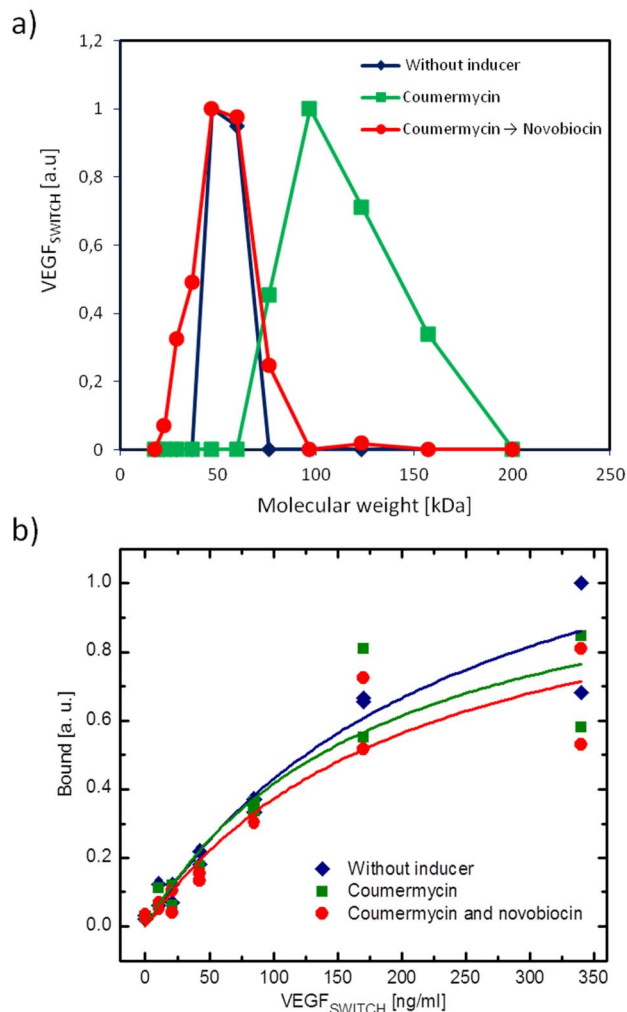 a)
1,2
1
0,8
0,6
0,4
0,2
0
VEGF_SWITCH [a.u]
Without inducer
Coumermycin
Coumermycin → Novobiocin
0 50 100 150 200 250
Molecular weight [kDa]
b)
1.0
0.8
0.6
0.4
0.2
0.0
Bound [a. u.]
Without inducer
Coumermycin
Coumermycin and novobiocin
0 50 100 150 200 250 300 350
VEGF_SWITCH [ng/ml]